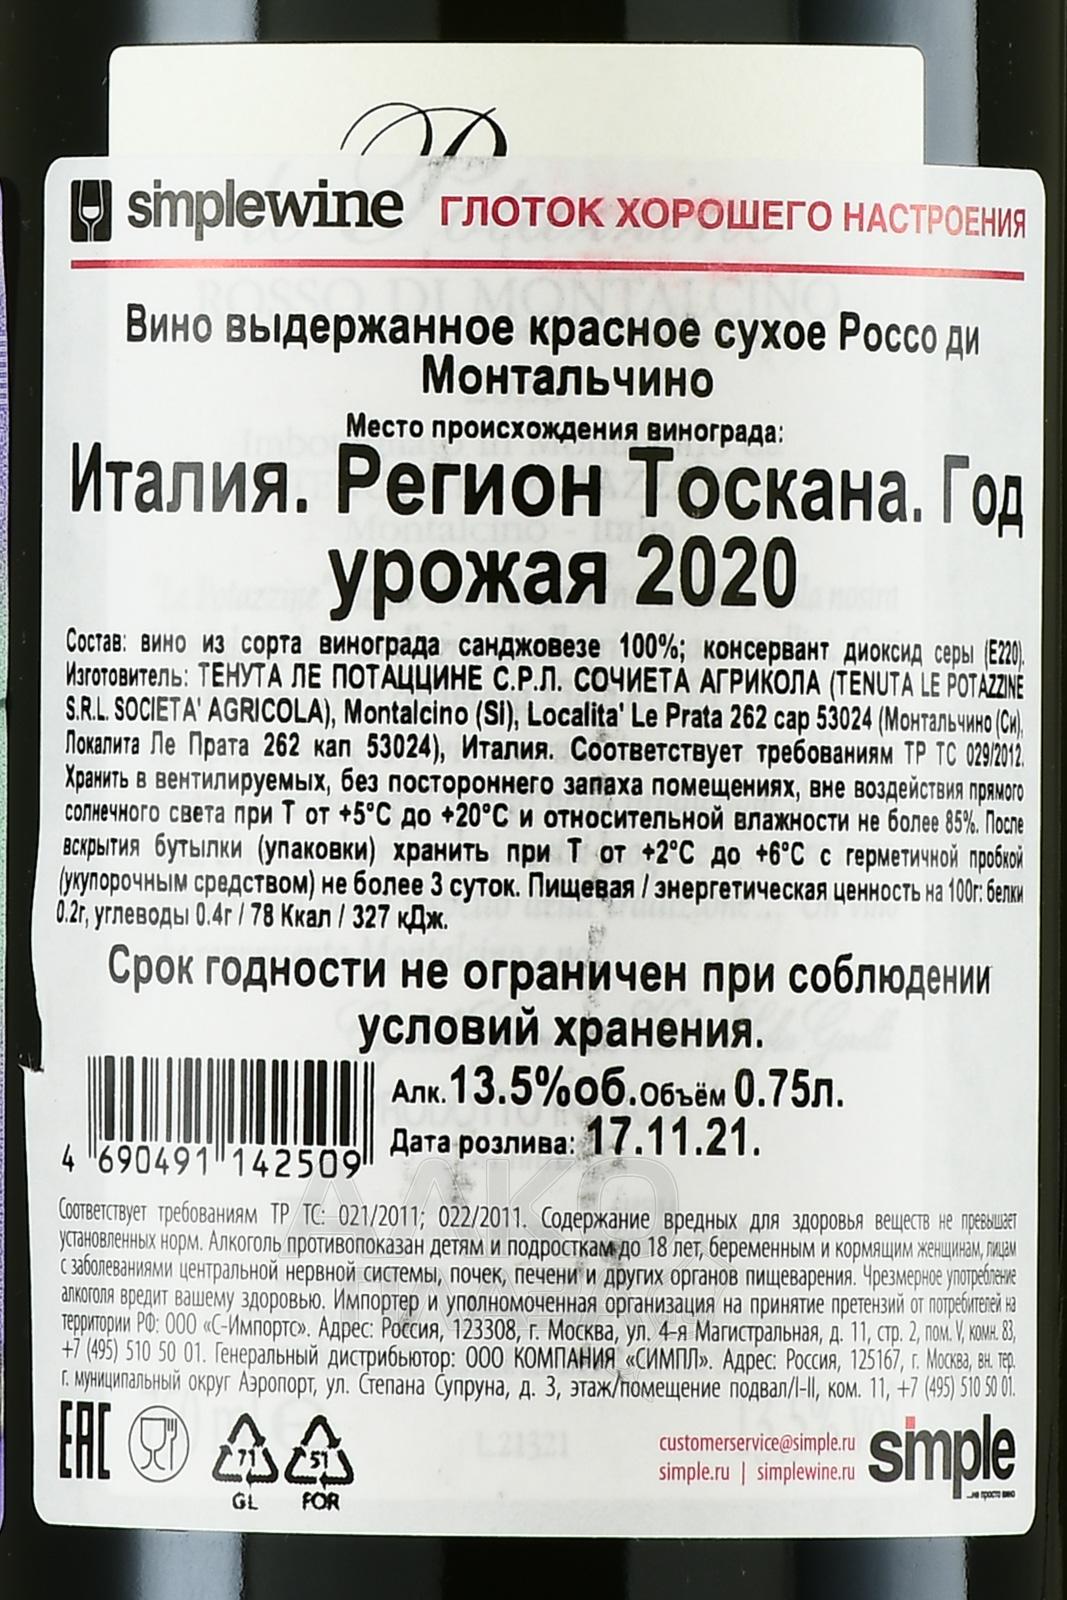 simplewine ГЛОТОК ХОРОШЕГО НАСТРОЕНИЯ
ROSSO DI MONTALCINO
Вино выдержанное красное сухое Россо ди
Монтальчино
Место происхождения винограда:
Италия. Регион Тоскана. Год
урожая 2020
Состав: вино из сорта винограда санджовезе 100%; консервант диоксид серы (Е220).
Изготовитель: ТЕНУТА ЛЕ ПОТАЦЦИНЕ С.Р.Л. СОЧИЕТА АГРИКОЛА (TENUTA LE POTAZZINE
S.R.L. SOCIETA' AGRICOLA), Montalcino (SI), Localita' Le Prata 262 cap 53024 (Монтальчино (Си),
Локалита Ле Прата 262 кап 53024), Италия. Соответствует требованиям ТР ТС 029/2012.
Хранить в вентилируемых, без постороннего запаха помещениях, вне воздействия прямого
солнечного света при Т от +5°С до +20°С и относительной влажности не более 85%. После
вскрытия бутылки (упаковки) хранить при Т от +2°С до +6°С с герметичной пробкой
(укупорочным средством) не более 3 суток. Пищевая / энергетическая ценность на 100г: белки
0.2г, углеводы 0.4г / 78 Ккал / 327 кДж.
Срок годности не ограничен при соблюдении
условий хранения.
Алк. 13.5%об. Объём 0.75л.
Дата розлива: 17.11.21.
4 690491 142509
Соответствует требованиям ТР ТС: 021/2011; 022/2011. Содержание вредных для здоровья веществ не превышает
установленных норм. Алкоголь противопоказан детям и подросткам до 18 лет, беременным и кормящим женщинам, лицам
с заболеваниями центральной нервной системы, почек, печени и других органов пищеварения. Чрезмерное употребление
алкоголя вредит вашему здоровью. Импортер и уполномоченная организация на принятие претензий от потребителей на
территории РФ: ООО «С-Импортс». Адрес: Россия, 123308, г. Москва, ул. 4-я Магистральная, д. 11, стр. 2, пом. V, комн. 83,
+7 (495) 510 50 01. Генеральный дистрибьютор: ООО КОМПАНИЯ «СИМПЛ». Адрес: Россия, 125167, г. Москва, вн. тер.
г. муниципальный округ Аэропорт, ул. Степана Супруна, д. 3, этаж/помещение подвал/I-II, ком. 11, +7 (495) 510 50 01.
EAC
71
GL
51
FOR
L21321
customerservice@simple.ru
simple.ru | simplewine.ru
simple
...не просто вино